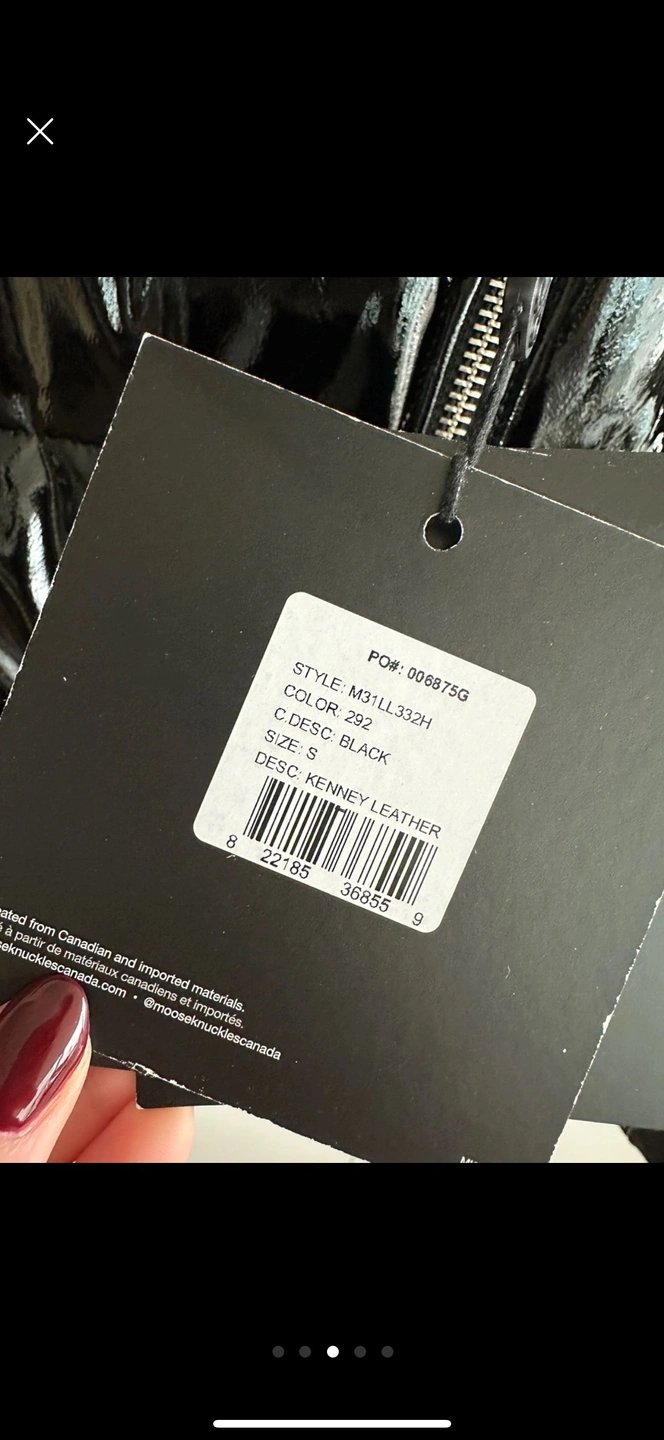 PO#: 006875G
STYLE: M31LL332H
COLOR: 292
C.DESC: BLACK
SIZE: S
DESC: KENNEY LEATHER
8 22185 36855 9
from Canadian and imported materials.
à partir de matériaux canadiens et importés.
• @mooseknucklescanada